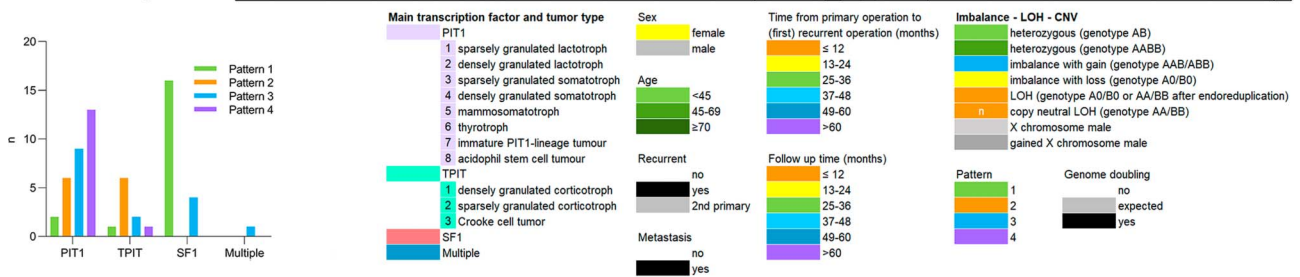 20
15
10
5
0
n
Pattern 1
Pattern 2
Pattern 3
Pattern 4
PIT1
TPIT
SF1
Multiple
Main transcription factor and tumor type
PIT1
1 sparsely granulated lactotroph
2 densely granulated lactotroph
3 sparsely granulated somatotroph
4 densely granulated somatotroph
5 mammosomatotroph
6 thyrotroph
7 immature PIT1-lineage tumour
8 acidophil stem cell tumour
TPIT
1 densely granulated corticotroph
2 sparsely granulated corticotroph
3 Crooke cell tumor
SF1
Multiple
Sex
female
male
Age
<45
45-69
≥70
Recurrent
no
yes
2nd primary
Metastasis
no
yes
Time from primary operation to
(first) recurrent operation (months)
≤ 12
13-24
25-36
37-48
49-60
>60
Follow up time (months)
≤ 12
13-24
25-36
37-48
49-60
>60
Imbalance - LOH - CNV
heterozygous (genotype AB)
heterozygous (genotype AABB)
imbalance with gain (genotype AAB/ABB)
imbalance with loss (genotype A0/B0)
LOH (genotype A0/B0 or AA/BB after endoreduplication)
n copy neutral LOH (genotype AA/BB)
X chromosome male
gained X chromosome male
Pattern
1
2
3
4
Genome doubling
no
expected
yes